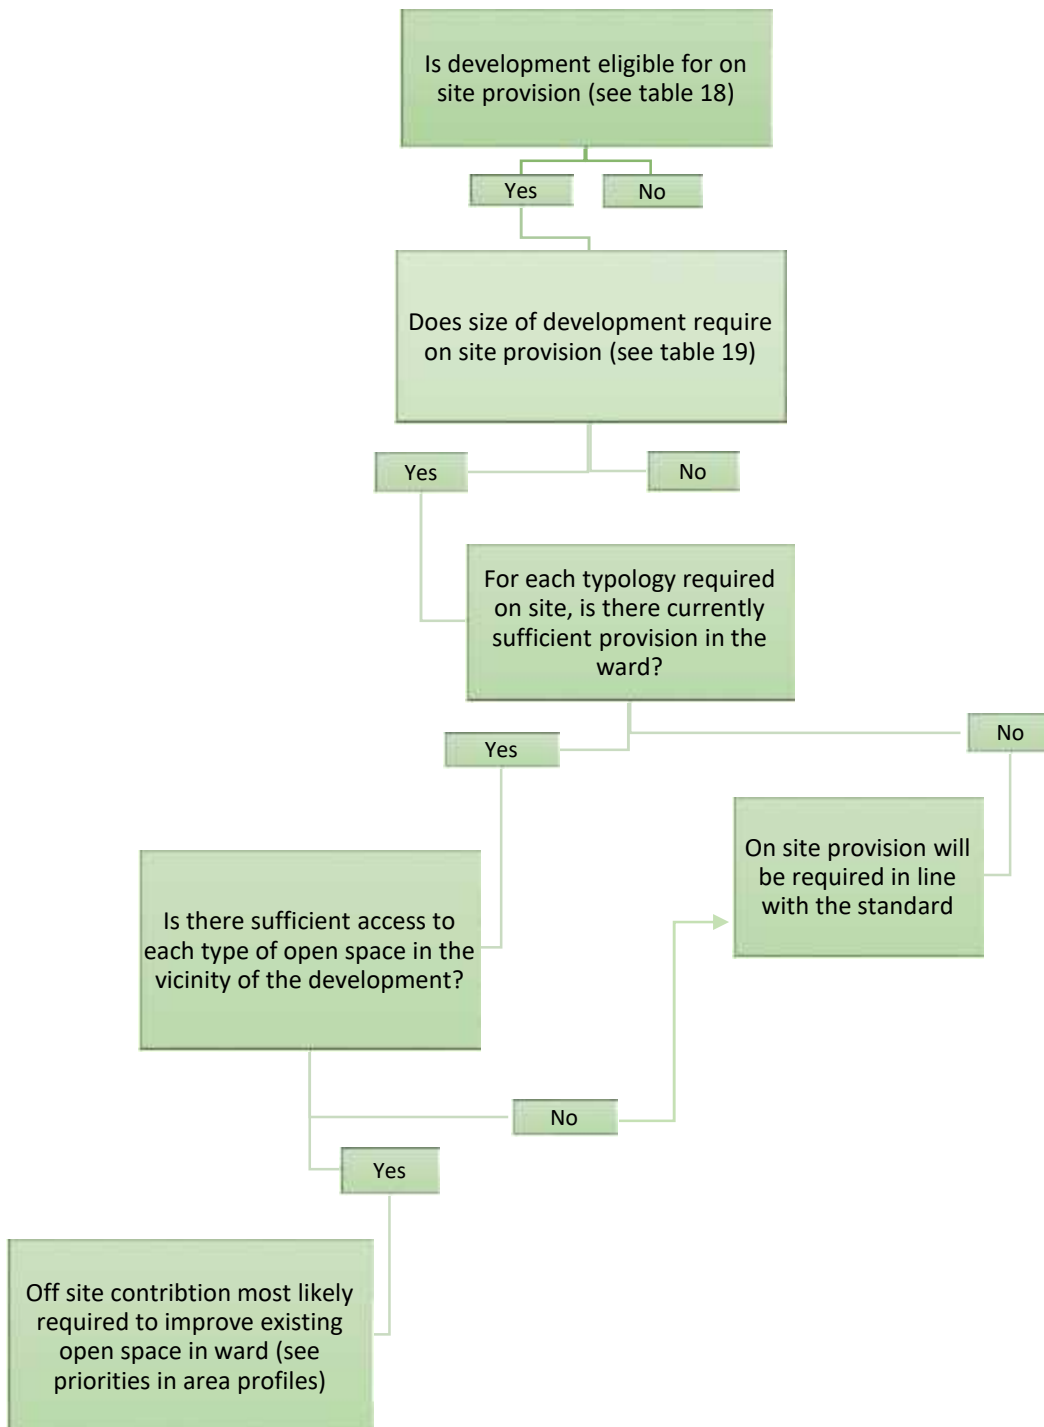 Is development eligible for on
site provision (see table 18)
Yes
No
Does size of development require
on site provision (see table 19)
Yes
No
For each typology required
on site, is there currently
sufficient provision in the
ward?
Yes
No
On site provision will
be required in line
with the standard
Is there sufficient access to
each type of open space in the
vicinity of the development?
No
Yes
Off site contribtion most likely
required to improve existing
open space in ward (see
priorities in area profiles)